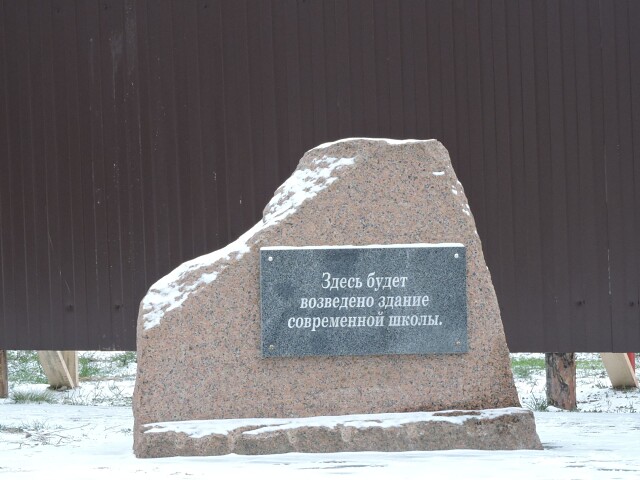 Здесь будет
возведено здание
современной школы.